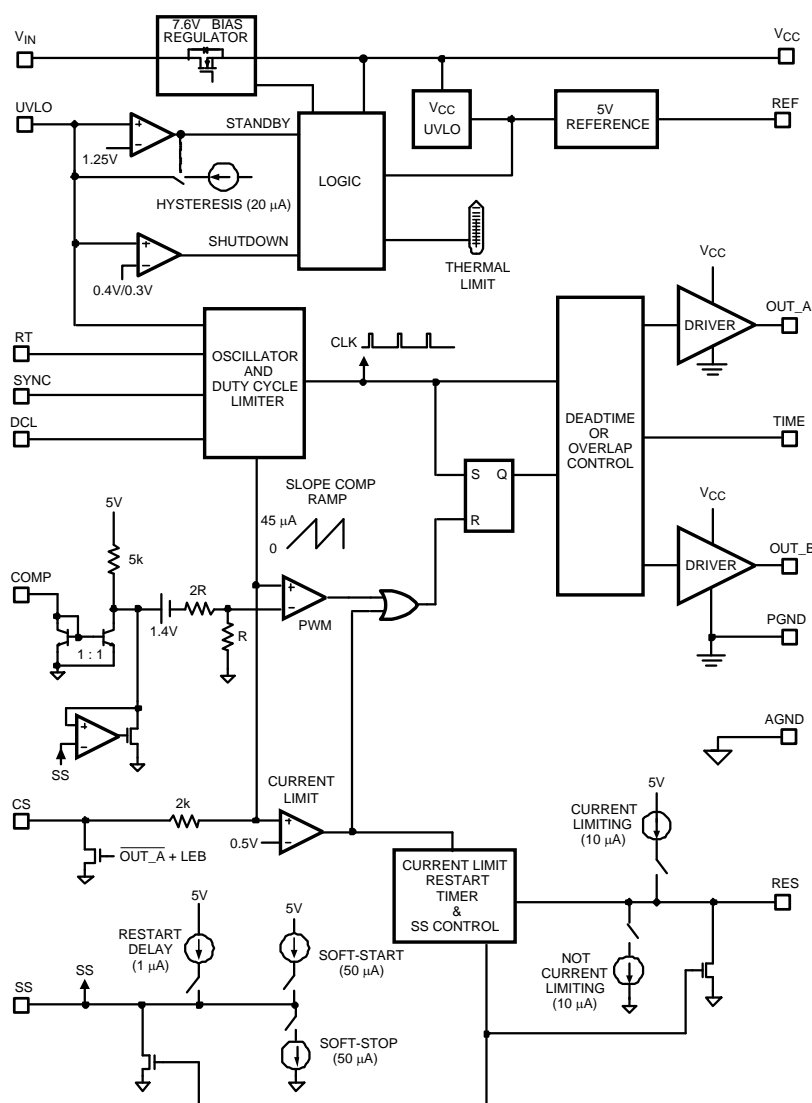 7.6V BIAS
REGULATOR
VIN
VCC
UVLO
1.25V
STANDBY
HYSTERESIS (20 µA)
SHUTDOWN
0.4V/0.3V
LOGIC
VCC
UVLO
5V
REFERENCE
REF
THERMAL
LIMIT
RT
SYNC
DCL
OSCILLATOR
AND
DUTY CYCLE
LIMITER
CLK
DEADTIME
OR
OVERLAP
CONTROL
VCC
DRIVER
OUT_A
TIME
VCC
DRIVER
OUT_B
PGND
AGND
S
Q
R
SLOPE COMP
RAMP
45 µA
0
5V
5k
COMP
1 : 1
1.4V
2R
R
PWM
SS
CS
2k
OUT_A + LEB
CURRENT
LIMIT
0.5V
CURRENT LIMIT
RESTART
TIMER
&
SS CONTROL
5V
CURRENT
LIMITING
(10 µA)
RES
NOT
CURRENT
LIMITING
(10 µA)
5V
RESTART
DELAY
(1 µA)
5V
SOFT-START
(50 µA)
SS
SS
SOFT-STOP
(50 µA)
+
–
+
–
+
–
+
–
+
–